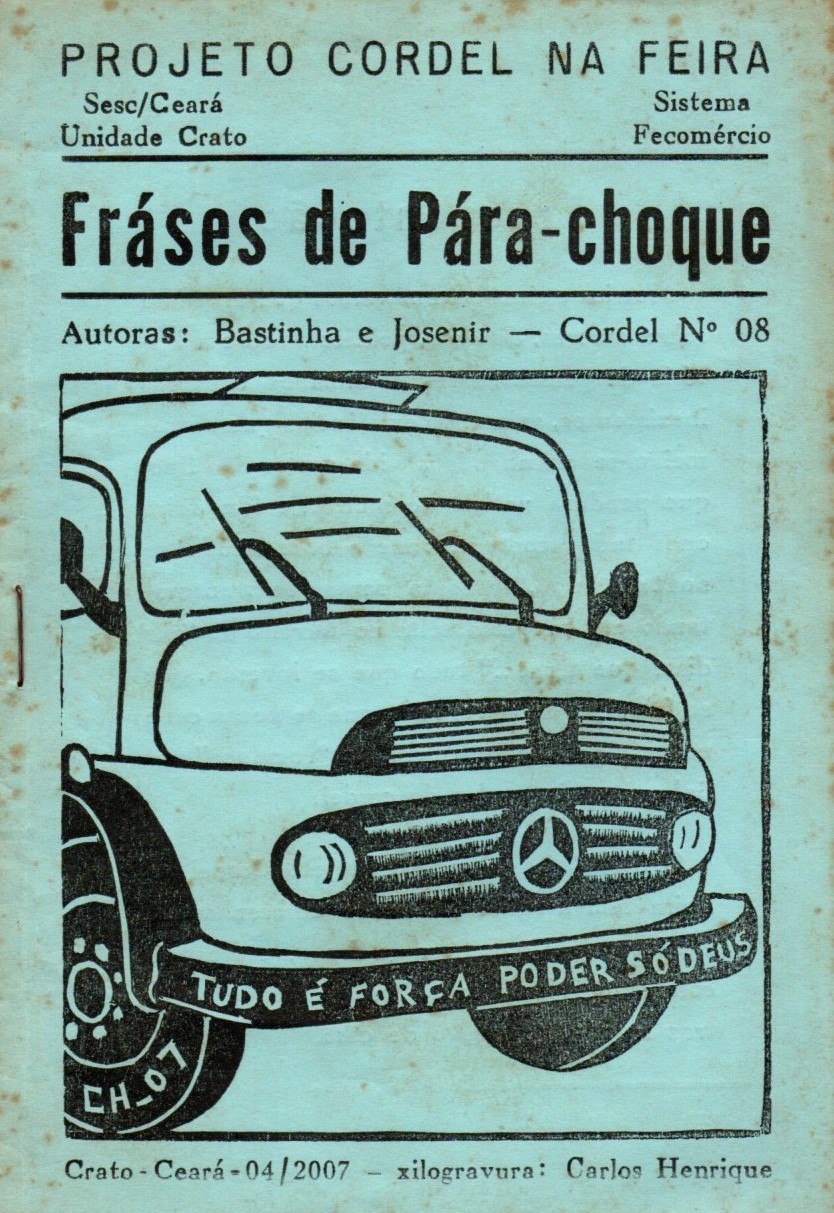 PROJETO CORDEL NA FEIRA
Sesc/Ceará
Unidade Crato
Sistema
Fecomércio
Fráses de Pára-choque
Autoras: Bastinha e Josenir — Cordel Nº 08
TUDO É FORÇA PODER SÓ DEUS
CH_07
Crato - Ceará - 04/2007 — xilogravura: Carlos Henrique